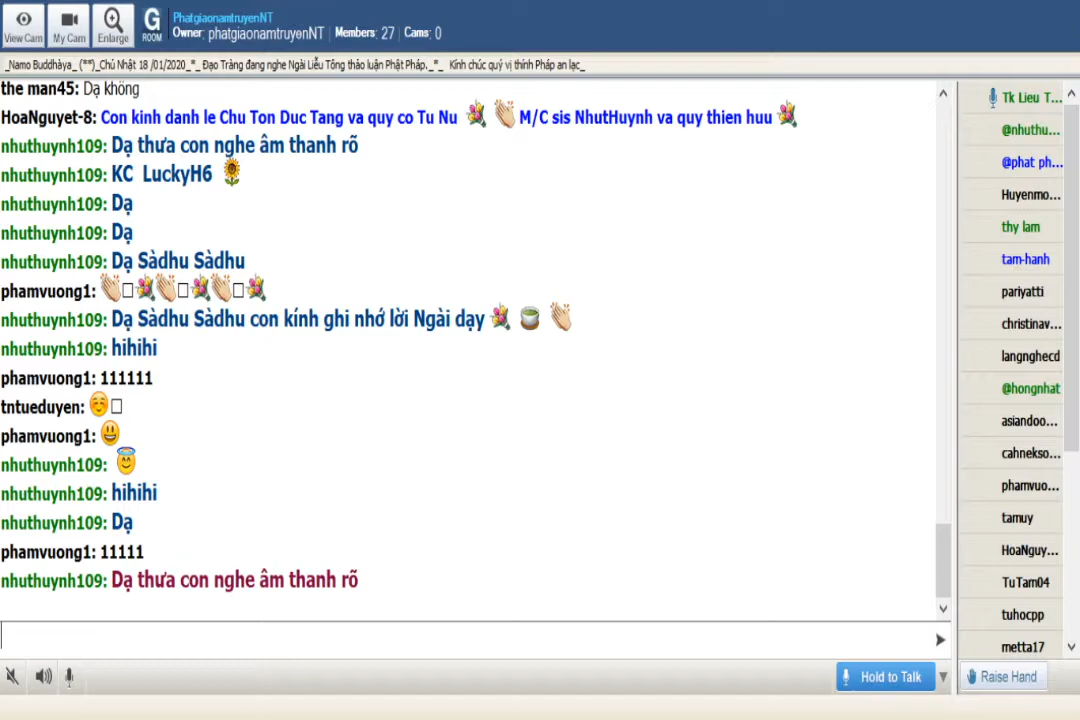 View Cam
My Cam
Enlarge
G
ROOM
PhatgiaonamtruyenNT
Owner: phatgiaonamtruyenNT | Members: 27 | Cams: 0
_Namo Buddhàya_ (**)_Chủ Nhật 18 /01/2020_*_ Đạo Tràng đang nghe Ngài Liễu Tông thảo luận Phật Pháp._*_ Kính chúc quý vị thính Pháp an lạc_
the man45: Dạ không
HoaNguyet-8: Con kinh danh le Chu Ton Duc Tang va quy co Tu Nu 💐 👏 M/C sis NhutHuynh va quy thien huu 💐
nhuthuynh109: Dạ thưa con nghe âm thanh rõ
nhuthuynh109: KC LuckyH6 🌻
nhuthuynh109: Dạ
nhuthuynh109: Dạ
nhuthuynh109: Dạ Sàdhu Sàdhu
phamvuong1: 👏□💐👏□💐👏□💐
nhuthuynh109: Dạ Sàdhu Sàdhu con kính ghi nhớ lời Ngài dạy 💐 🍵 👏
nhuthuynh109: hihihi
phamvuong1: 111111
tntueduyen: ☺□
phamvuong1: 😃
nhuthuynh109: 😇
nhuthuynh109: hihihi
nhuthuynh109: Dạ
phamvuong1: 11111
nhuthuynh109: Dạ thưa con nghe âm thanh rõ
Tk Lieu T...
@nhuthu...
@phat ph...
Huyenmo...
thy lam
tam-hanh
pariyatti
christinav...
langnghecd
@hongnhat
asiandoo...
cahnekso...
phamvuo...
tamuy
HoaNguy...
TuTam04
tuhocpp
metta17
Hold to Talk
Raise Hand